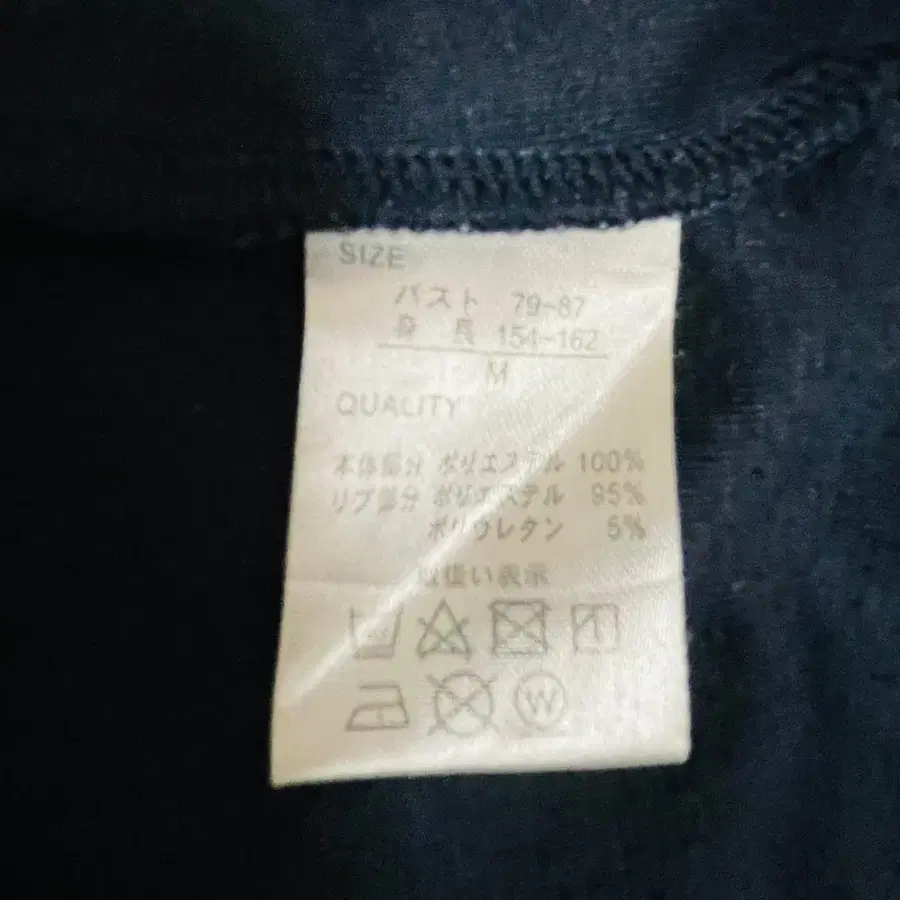 SIZE
バスト 79-87
身長 154-162
M
QUALITY
本体部分 ポリエステル 100%
リブ部分 ポリエステル 95%
ポリウレタン 5%
取扱い表示
W